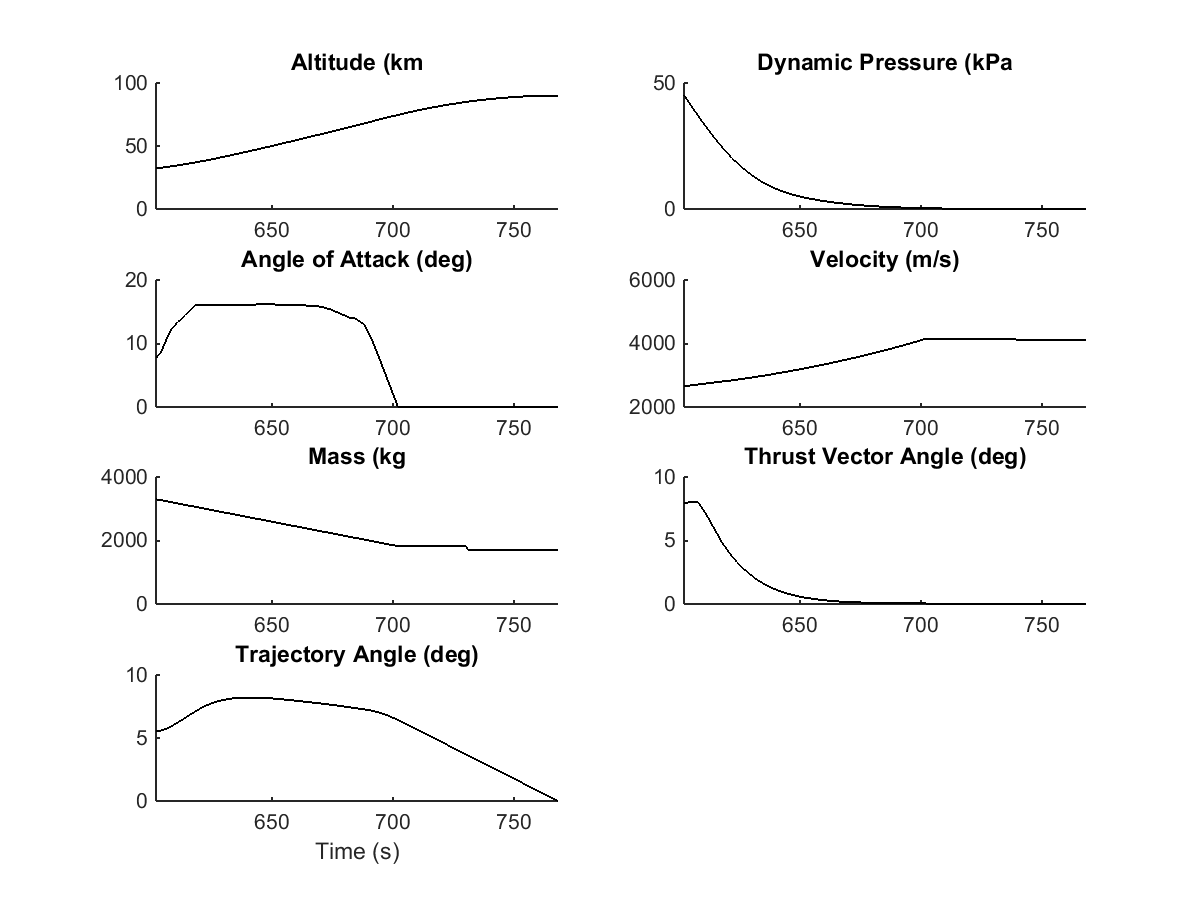 Altitude (km
100
50
0
650 700 750
Dynamic Pressure (kPa
50
0
650 700 750
Angle of Attack (deg)
20
10
0
650 700 750
Velocity (m/s)
6000
4000
2000
650 700 750
Mass (kg
4000
2000
0
650 700 750
Thrust Vector Angle (deg)
10
5
0
650 700 750
Trajectory Angle (deg)
10
5
0
650 700 750
Time (s)